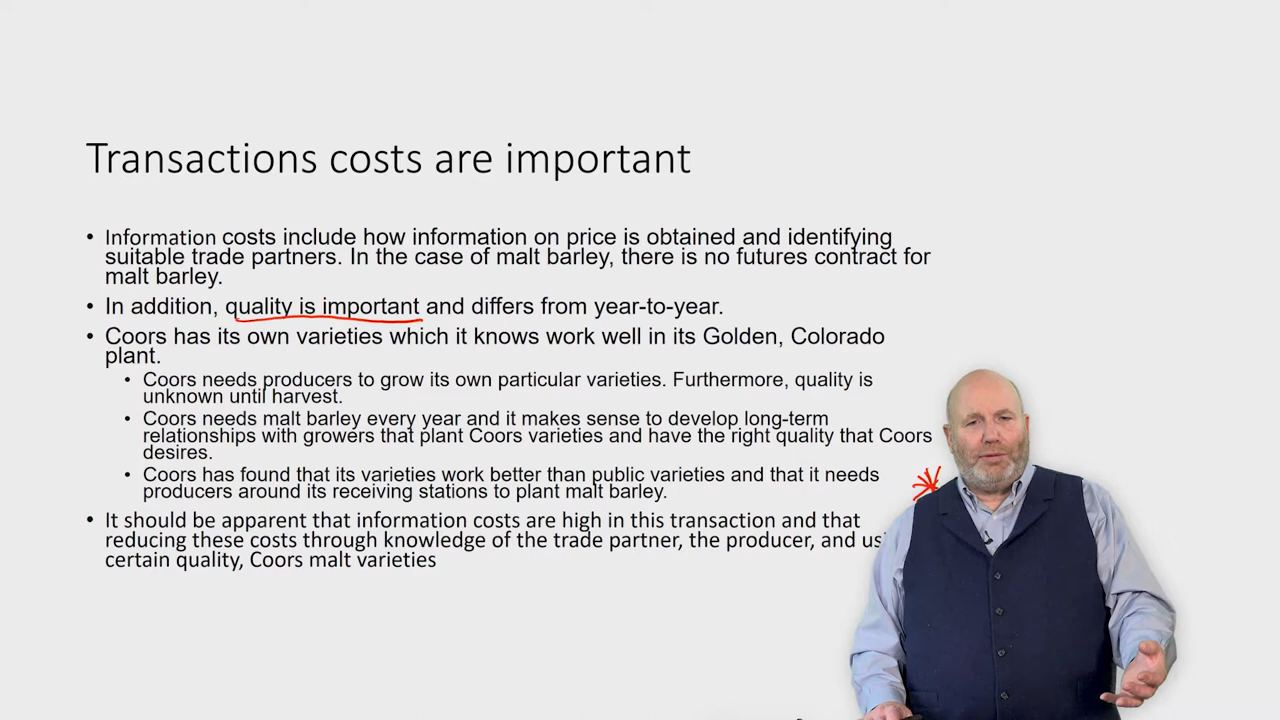 Transactions costs are important
• Information costs include how information on price is obtained and identifying
suitable trade partners. In the case of malt barley, there is no futures contract for
malt barley.
• In addition, quality is important and differs from year-to-year.
• Coors has its own varieties which it knows work well in its Golden, Colorado
plant.
• Coors needs producers to grow its own particular varieties. Furthermore, quality is
unknown until harvest.
• Coors needs malt barley every year and it makes sense to develop long-term
relationships with growers that plant Coors varieties and have the right quality that Coors
desires.
• Coors has found that its varieties work better than public varieties and that it needs
producers around its receiving stations to plant malt barley.
• It should be apparent that information costs are high in this transaction and that
reducing these costs through knowledge of the trade partner, the producer, and
certain quality, Coors malt varieties